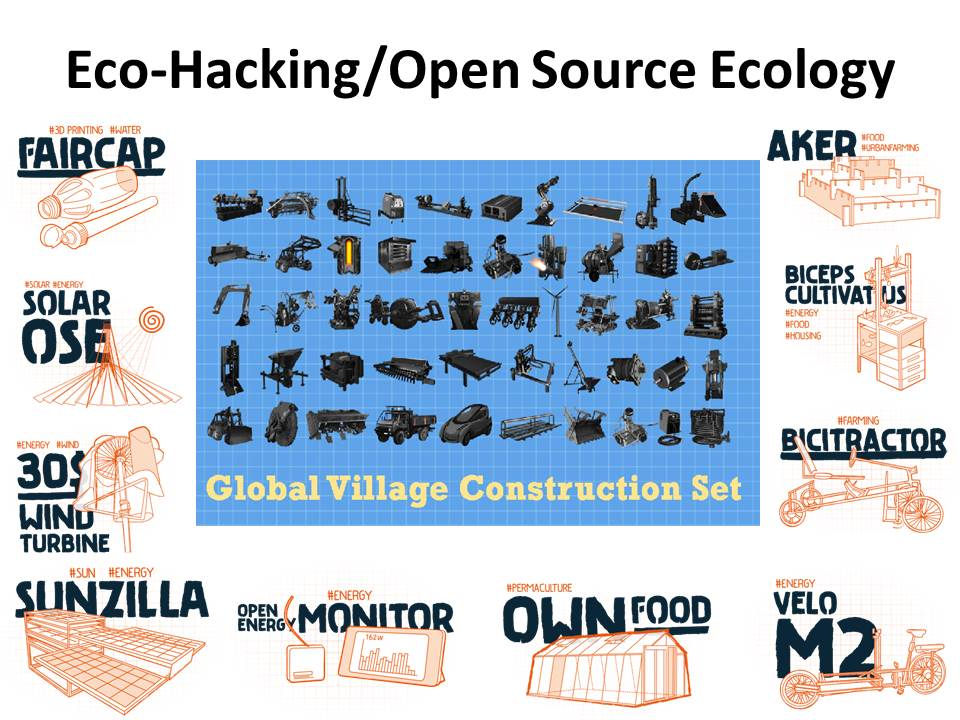 Eco-Hacking/Open Source Ecology
#3D PRINTING #WATER
FAIRCAP
#SOLAR #ENERGY
SOLAR
OSE
#ENERGY #WIND
30$
WIND
TURBINE
#SUN #ENERGY
SUNZILLA
Global Village Construction Set
#ENERGY
OPEN
ENERGY MONITOR
162W
#PERMACULTURE
OWN FOOD
AKER
#FOOD
#URBANFARMING
BICEPS
CULTIVATUS
#ENERGY
#FOOD
#HOUSING
#FARMING
BICITRACTOR
#ENERGY
VELO
M2